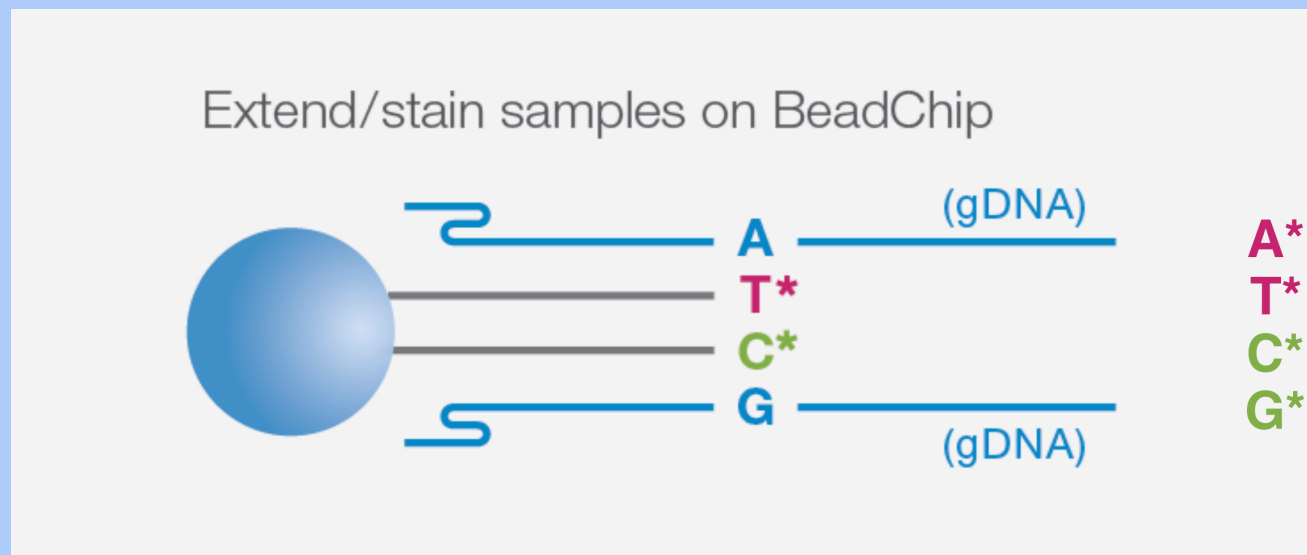 Extend/stain samples on BeadChip
(gDNA)
A A*
T* T*
C* C*
G G*
(gDNA)